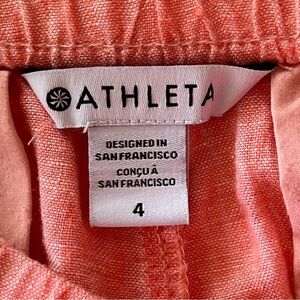 ATHLETA
DESIGNED IN
SAN FRANCISCO
CONÇU À
SAN FRANCISCO
4